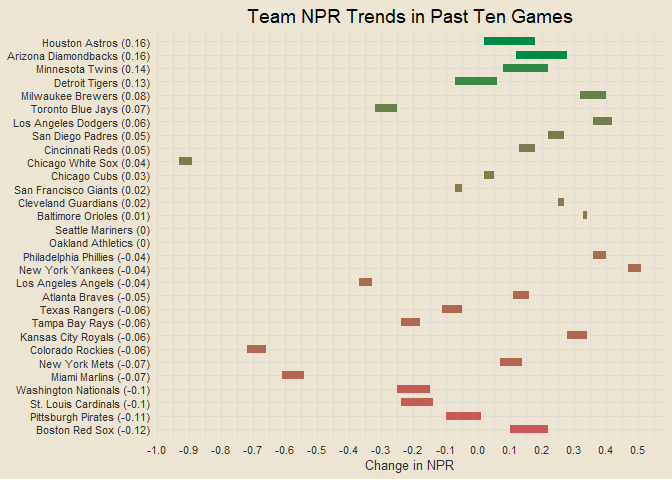 Team NPR Trends in Past Ten Games
Houston Astros (0.16)
Arizona Diamondbacks (0.16)
Minnesota Twins (0.14)
Detroit Tigers (0.13)
Milwaukee Brewers (0.08)
Toronto Blue Jays (0.07)
Los Angeles Dodgers (0.06)
San Diego Padres (0.05)
Cincinnati Reds (0.05)
Chicago White Sox (0.04)
Chicago Cubs (0.03)
San Francisco Giants (0.02)
Cleveland Guardians (0.02)
Baltimore Orioles (0.01)
Seattle Mariners (0)
Oakland Athletics (0)
Philadelphia Phillies (-0.04)
New York Yankees (-0.04)
Los Angeles Angels (-0.04)
Atlanta Braves (-0.05)
Texas Rangers (-0.06)
Tampa Bay Rays (-0.06)
Kansas City Royals (-0.06)
Colorado Rockies (-0.06)
New York Mets (-0.07)
Miami Marlins (-0.07)
Washington Nationals (-0.1)
St. Louis Cardinals (-0.1)
Pittsburgh Pirates (-0.11)
Boston Red Sox (-0.12)
-1.0 -0.9 -0.8 -0.7 -0.6 -0.5 -0.4 -0.3 -0.2 -0.1 0.0 0.1 0.2 0.3 0.4 0.5
Change in NPR